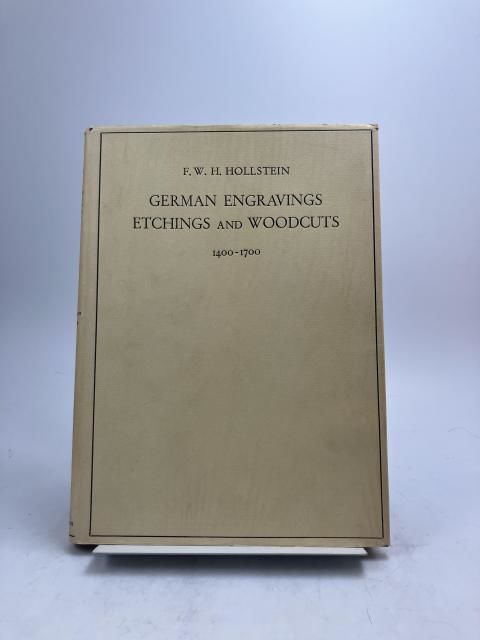 F. W. H. HOLLSTEIN
GERMAN ENGRAVINGS
ETCHINGS AND WOODCUTS
1400-1700